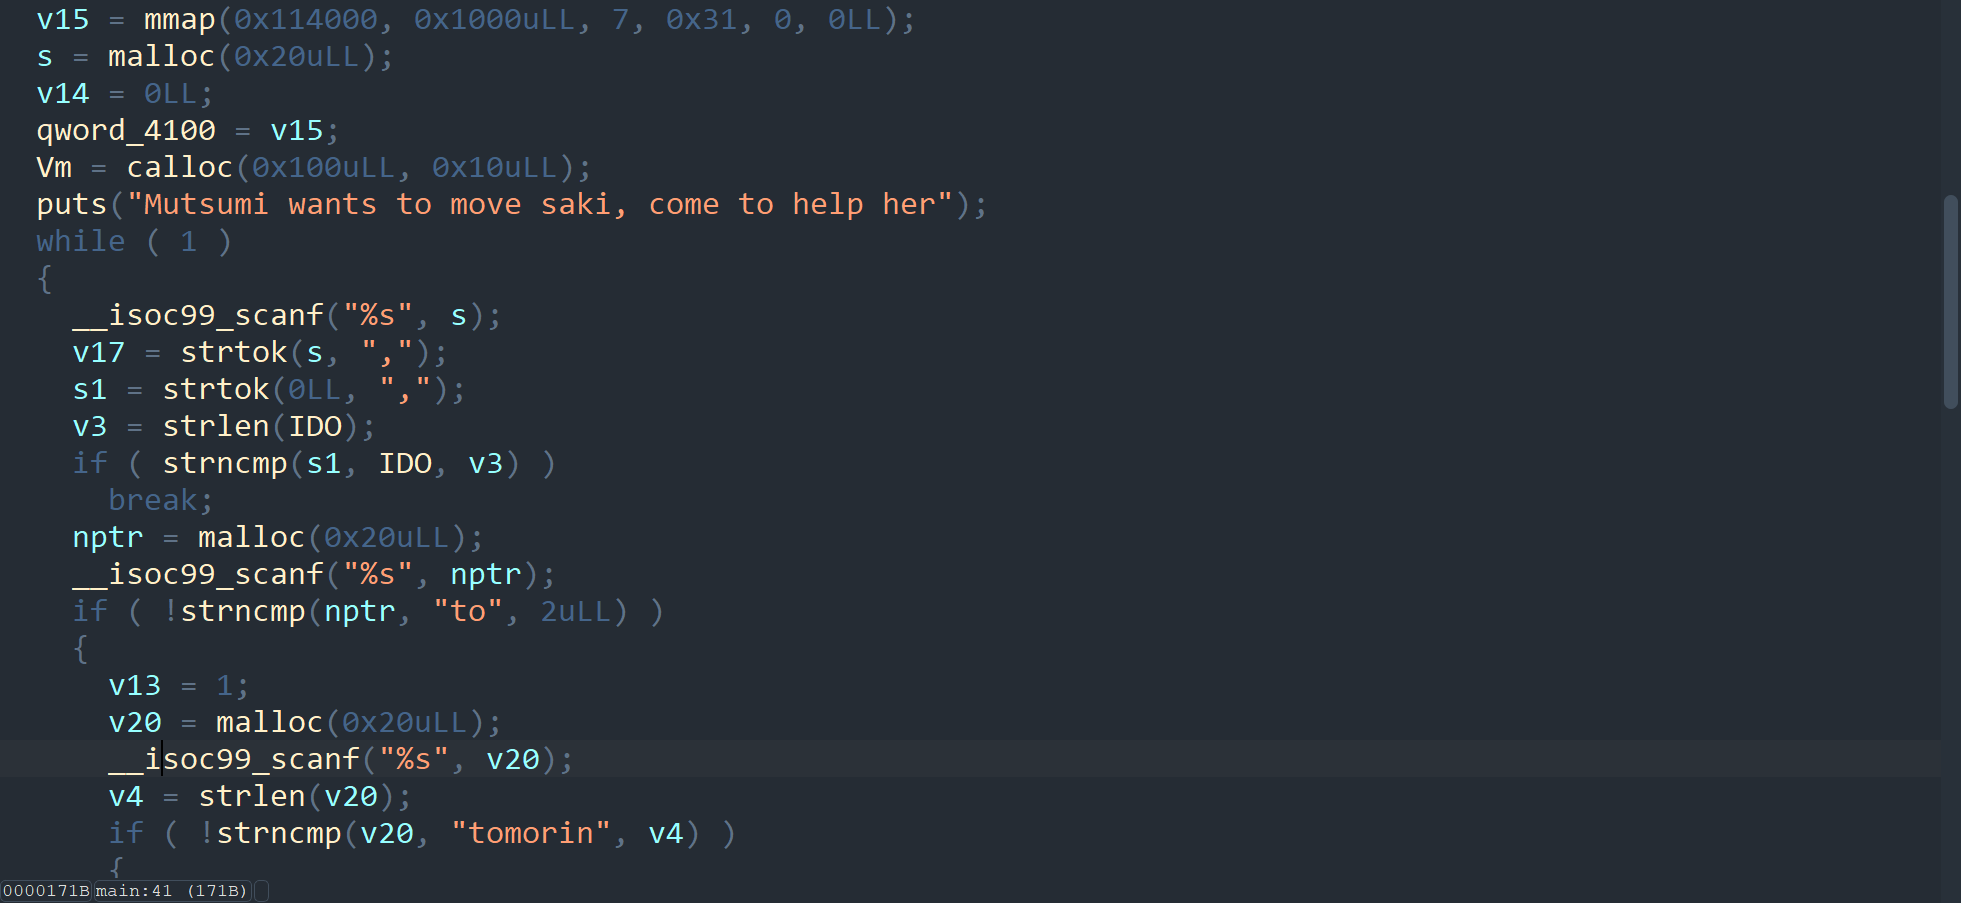 v15 = mmap(0x114000, 0x1000uLL, 7, 0x31, 0, 0LL);
s = malloc(0x20uLL);
v14 = 0LL;
qword_4100 = v15;
Vm = calloc(0x100uLL, 0x10uLL);
puts("Mutsumi wants to move saki, come to help her");
while ( 1 )
{
__isoc99_scanf("%s", s);
v17 = strtok(s, ",");
s1 = strtok(0LL, ",");
v3 = strlen(IDO);
if ( strncmp(s1, IDO, v3) )
break;
nptr = malloc(0x20uLL);
__isoc99_scanf("%s", nptr);
if ( !strncmp(nptr, "to", 2uLL) )
{
v13 = 1;
v20 = malloc(0x20uLL);
__isoc99_scanf("%s", v20);
v4 = strlen(v20);
if ( !strncmp(v20, "tomorin", v4) )
{
0000171B main:41 (171B)